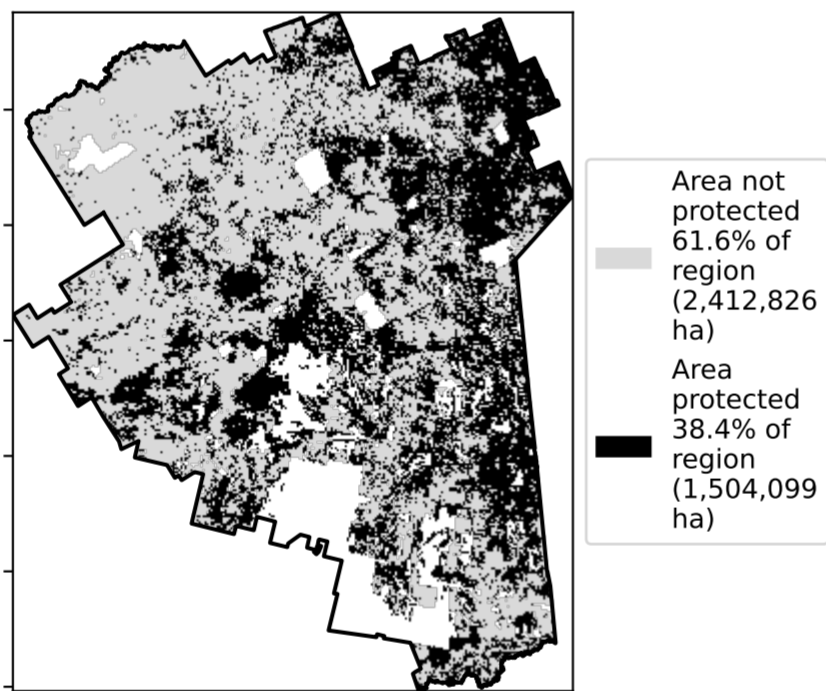 Area not
protected
61.6% of
region
(2,412,826
ha)
Area
protected
38.4% of
region
(1,504,099
ha)